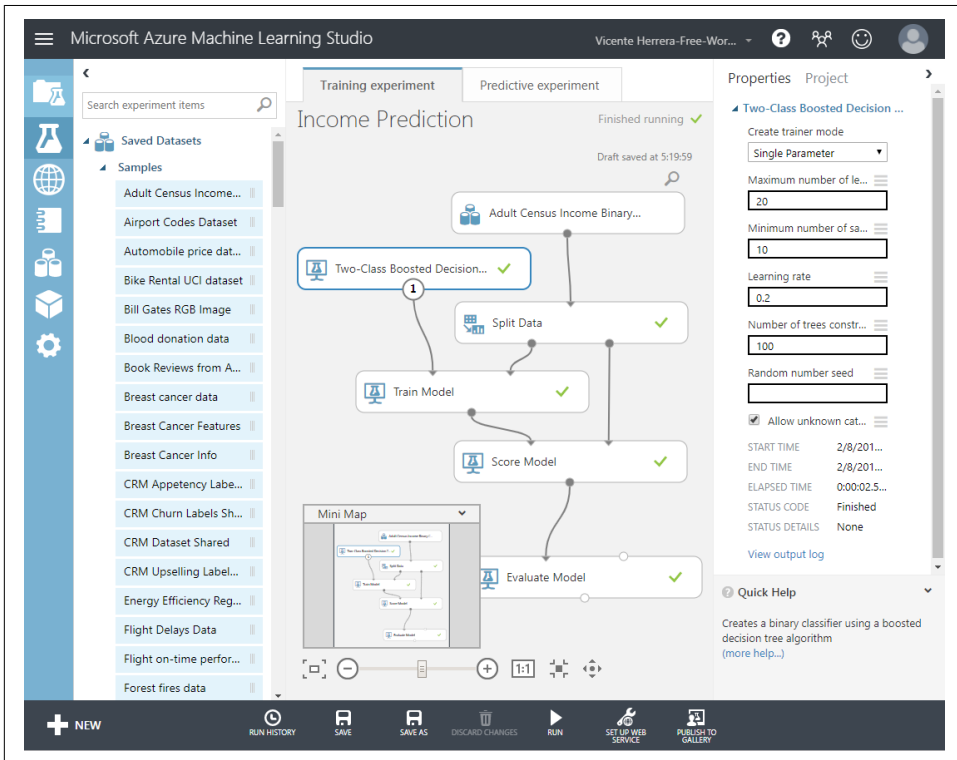 Microsoft Azure Machine Learning Studio
Vicente Herrera-Free-Wor...
Search experiment items
Saved Datasets
Samples
Adult Census Income...
Airport Codes Dataset
Automobile price dat...
Bike Rental UCI dataset
Bill Gates RGB Image
Blood donation data
Book Reviews from A...
Breast cancer data
Breast Cancer Features
Breast Cancer Info
CRM Appetency Labe...
CRM Churn Labels Sh...
CRM Dataset Shared
CRM Upselling Label...
Energy Efficiency Reg...
Flight Delays Data
Flight on-time perfor...
Forest fires data
Training experiment
Predictive experiment
Income Prediction
Finished running
Draft saved at 5:19:59
Adult Census Income Binary...
Two-Class Boosted Decision...
1
Split Data
Train Model
Score Model
Evaluate Model
Mini Map
1:1
Properties Project
Two-Class Boosted Decision ...
Create trainer mode
Single Parameter
Maximum number of le...
20
Minimum number of sa...
10
Learning rate
0.2
Number of trees constr...
100
Random number seed
Allow unknown cat...
START TIME 2/8/201...
END TIME 2/8/201...
ELAPSED TIME 0:00:02.5...
STATUS CODE Finished
STATUS DETAILS None
View output log
Quick Help
Creates a binary classifier using a boosted
decision tree algorithm
(more help...)
NEW
RUN HISTORY
SAVE
SAVE AS
DISCARD CHANGES
RUN
SET UP WEB
SERVICE
PUBLISH TO
GALLERY